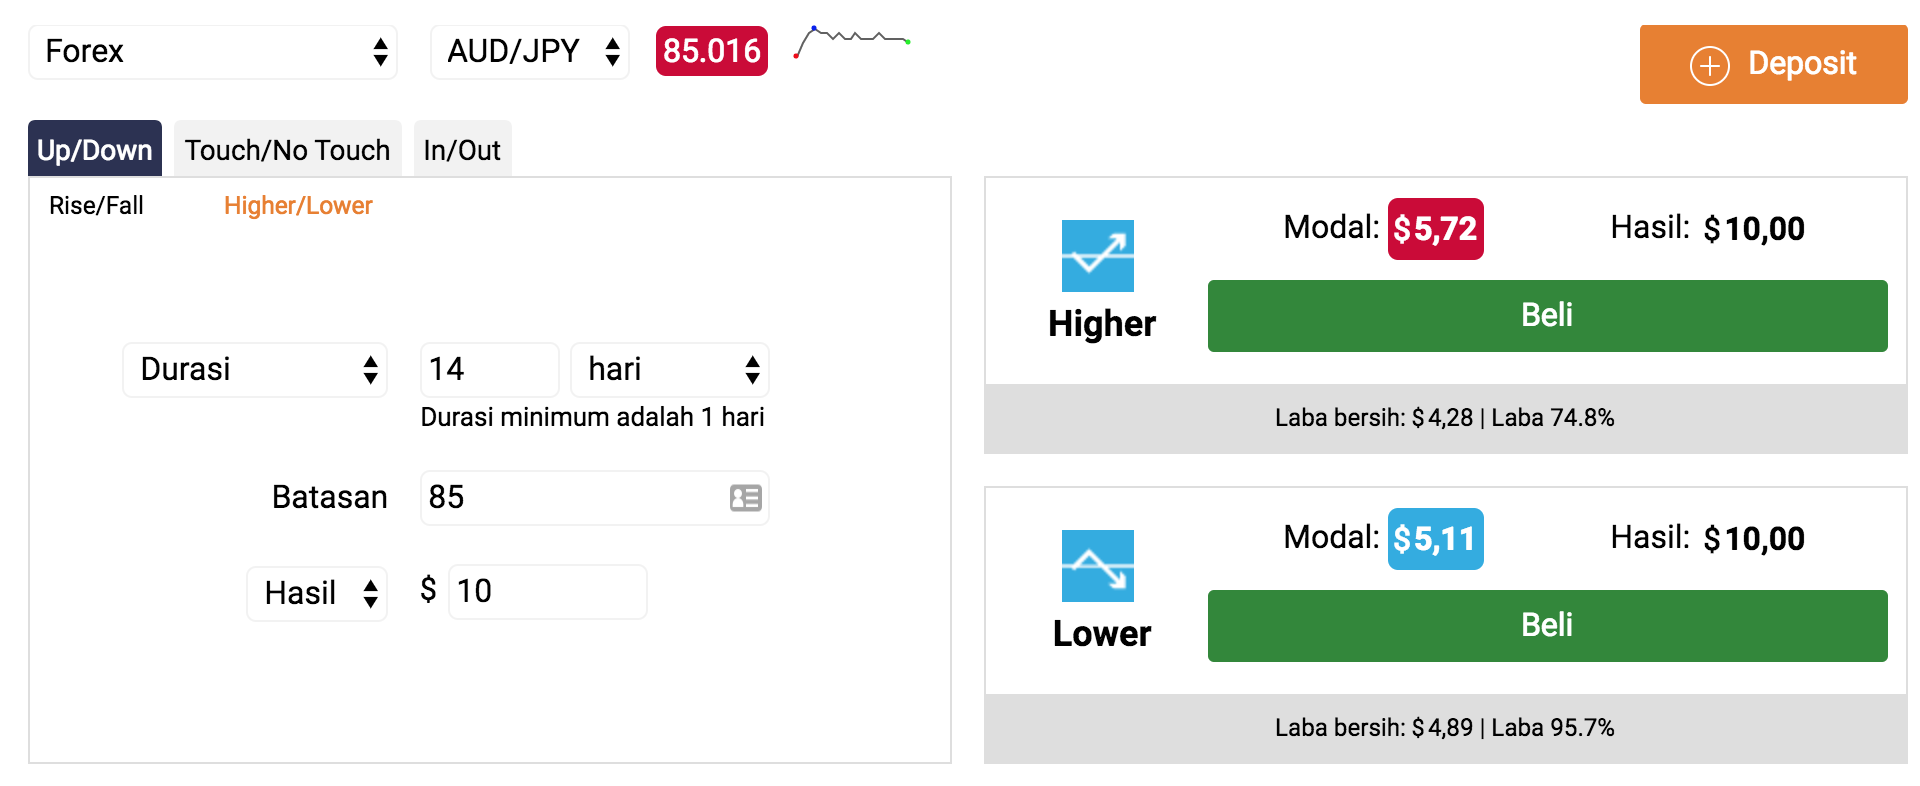 Forex AUD/JPY 85.016 Deposit
Up/Down Touch/No Touch In/Out
Rise/Fall Higher/Lower
Durasi 14 hari
Durasi minimum adalah 1 hari
Batasan 85
Hasil $ 10
Modal: $5,72 Hasil: $10,00
Higher
Beli
Laba bersih: $4,28 | Laba 74.8%
Modal: $5,11 Hasil: $10,00
Lower
Beli
Laba bersih: $4,89 | Laba 95.7%